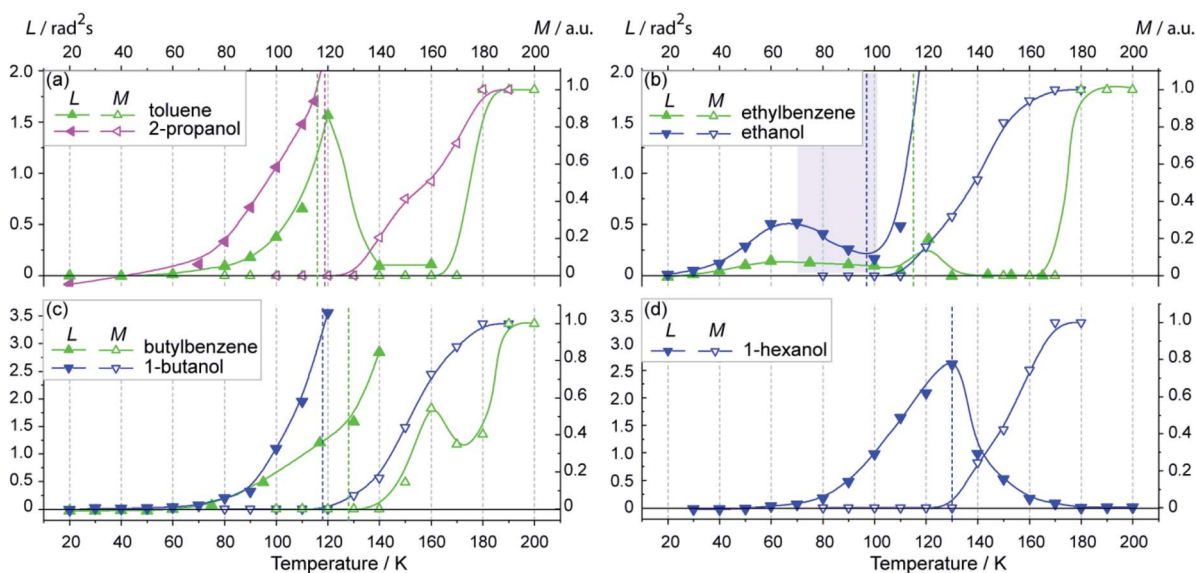 L / rad²s M / a.u. L / rad²s M / a.u.
20 40 60 80 100 120 140 160 180 200 20 40 60 80 100 120 140 160 180 200
2.0 (a) 1.0 2.0 (b) 1.0
L M L M
toluene ethylbenzene
2-propanol ethanol
1.5 0.8 1.5 0.8
1.0 0.6 1.0 0.6
0.4 0.4
0.5 0.2 0.5 0.2
0 0 0 0
(c) (d)
3.5 1.0 3.5 1.0
L M L M
butylbenzene 1-hexanol
1-butanol
3.0 3.0
2.5 0.8 2.5 0.8
2.0 0.6 2.0 0.6
1.5 0.4 1.5 0.4
1.0 1.0
0.5 0.2 0.5 0.2
0 0 0 0
20 40 60 80 100 120 140 160 180 200 20 40 60 80 100 120 140 160 180 200
Temperature / K Temperature / K